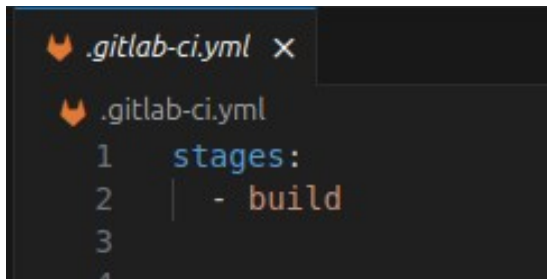 .gitlab-ci.yml ×
.gitlab-ci.yml
1 stages:
2 - build
3